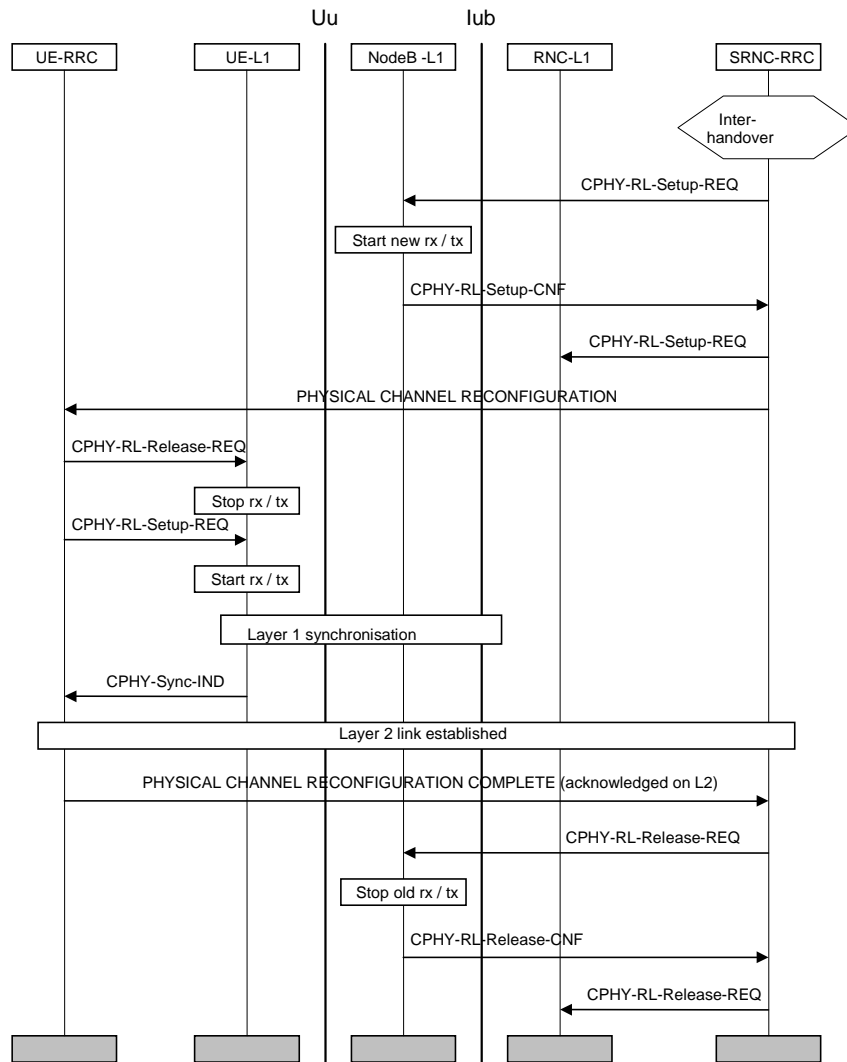 Uu
Iub
UE-RRC
UE-L1
NodeB -L1
RNC-L1
SRNC-RRC
Inter-
handover
CPHY-RL-Setup-REQ
Start new rx / tx
CPHY-RL-Setup-CNF
CPHY-RL-Setup-REQ
PHYSICAL CHANNEL RECONFIGURATION
CPHY-RL-Release-REQ
Stop rx / tx
CPHY-RL-Setup-REQ
Start rx / tx
Layer 1 synchronisation
CPHY-Sync-IND
Layer 2 link established
PHYSICAL CHANNEL RECONFIGURATION COMPLETE (acknowledged on L2)
CPHY-RL-Release-REQ
Stop old rx / tx
CPHY-RL-Release-CNF
CPHY-RL-Release-REQ